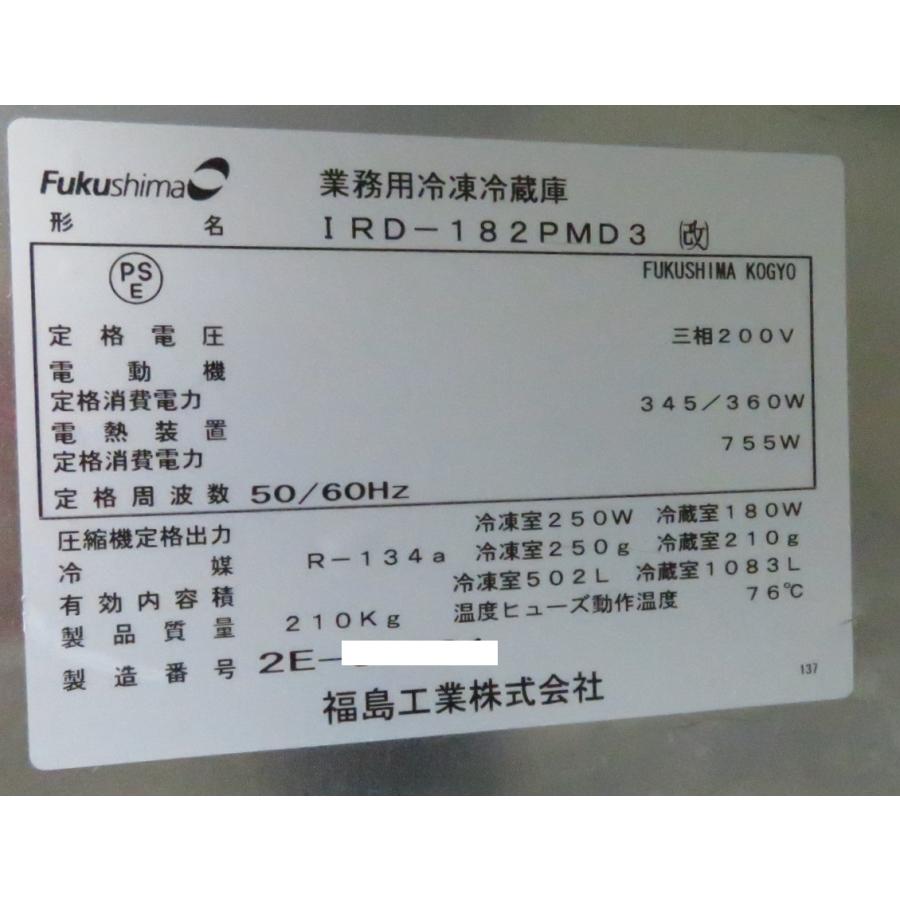 Fukushima 業務用冷凍冷蔵庫
形名 IRD-182PMD3 (改)
PSE FUKUSHIMA KOGYO
定格電圧 三相200V
電動機
定格消費電力 345/360W
電熱装置
定格消費電力 755W
定格周波数 50/60Hz
圧縮機定格出力 冷凍室250W 冷蔵室180W
冷媒 R-134a 冷凍室250g 冷蔵室210g
有効内容積 冷凍室502L 冷蔵室1083L
製品質量 210Kg 温度ヒューズ動作温度 76℃
製造番号 2E-
福島工業株式会社 137